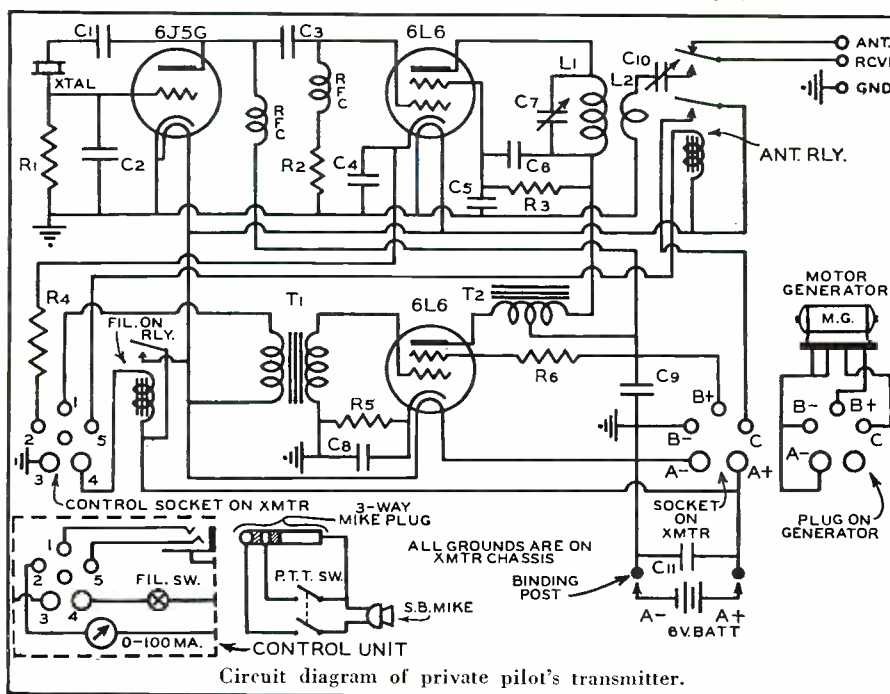 C1
6J5G
C3
6L6
L1
C10
L2
ANT.
RCVR
GND
XTAL
RFC
RFC
C7
R1
C2
R2
C4
C6
C5
R3
ANT. RLY.
R4
FIL. ON
RLY.
T1
6L6
T2
MOTOR
GENERATOR
M.G.
R5
C8
R6
C9
B+
B-
C
A-
A+
B+
B-
C
A-
1
2
5
3
4
CONTROL SOCKET ON XMTR
3-WAY
MIKE PLUG
ALL GROUNDS ARE ON
XMTR CHASSIS
SOCKET
ON
XMTR
PLUG ON
GENERATOR
1
2
5
3
4
FIL. SW.
0-100 MA.
CONTROL UNIT
P.T.T. SW.
S.B. MIKE
BINDING
POST
C11
A-
A+
6V. BATT
Circuit diagram of private pilot's transmitter.